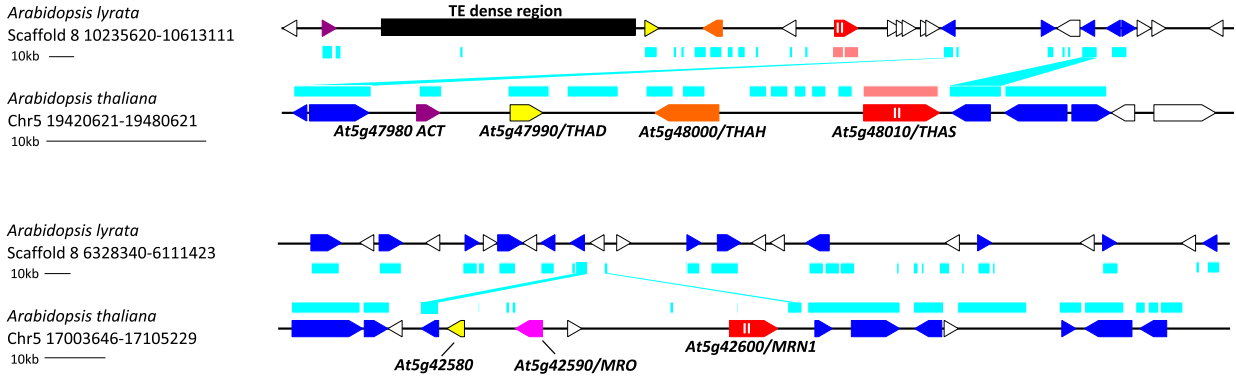 Arabidopsis lyrata
TE dense region
Scaffold 8 10235620-10613111
II
10kb
Arabidopsis thaliana
Chr5 19420621-19480621
II
10kb
At5g47980 ACT
At5g47990/THAD
At5g48000/THAH
At5g48010/THAS
Arabidopsis lyrata
Scaffold 8 6328340-6111423
10kb
Arabidopsis thaliana
Chr5 17003646-17105229
II
10kb
At5g42580
At5g42590/MRO
At5g42600/MRN1